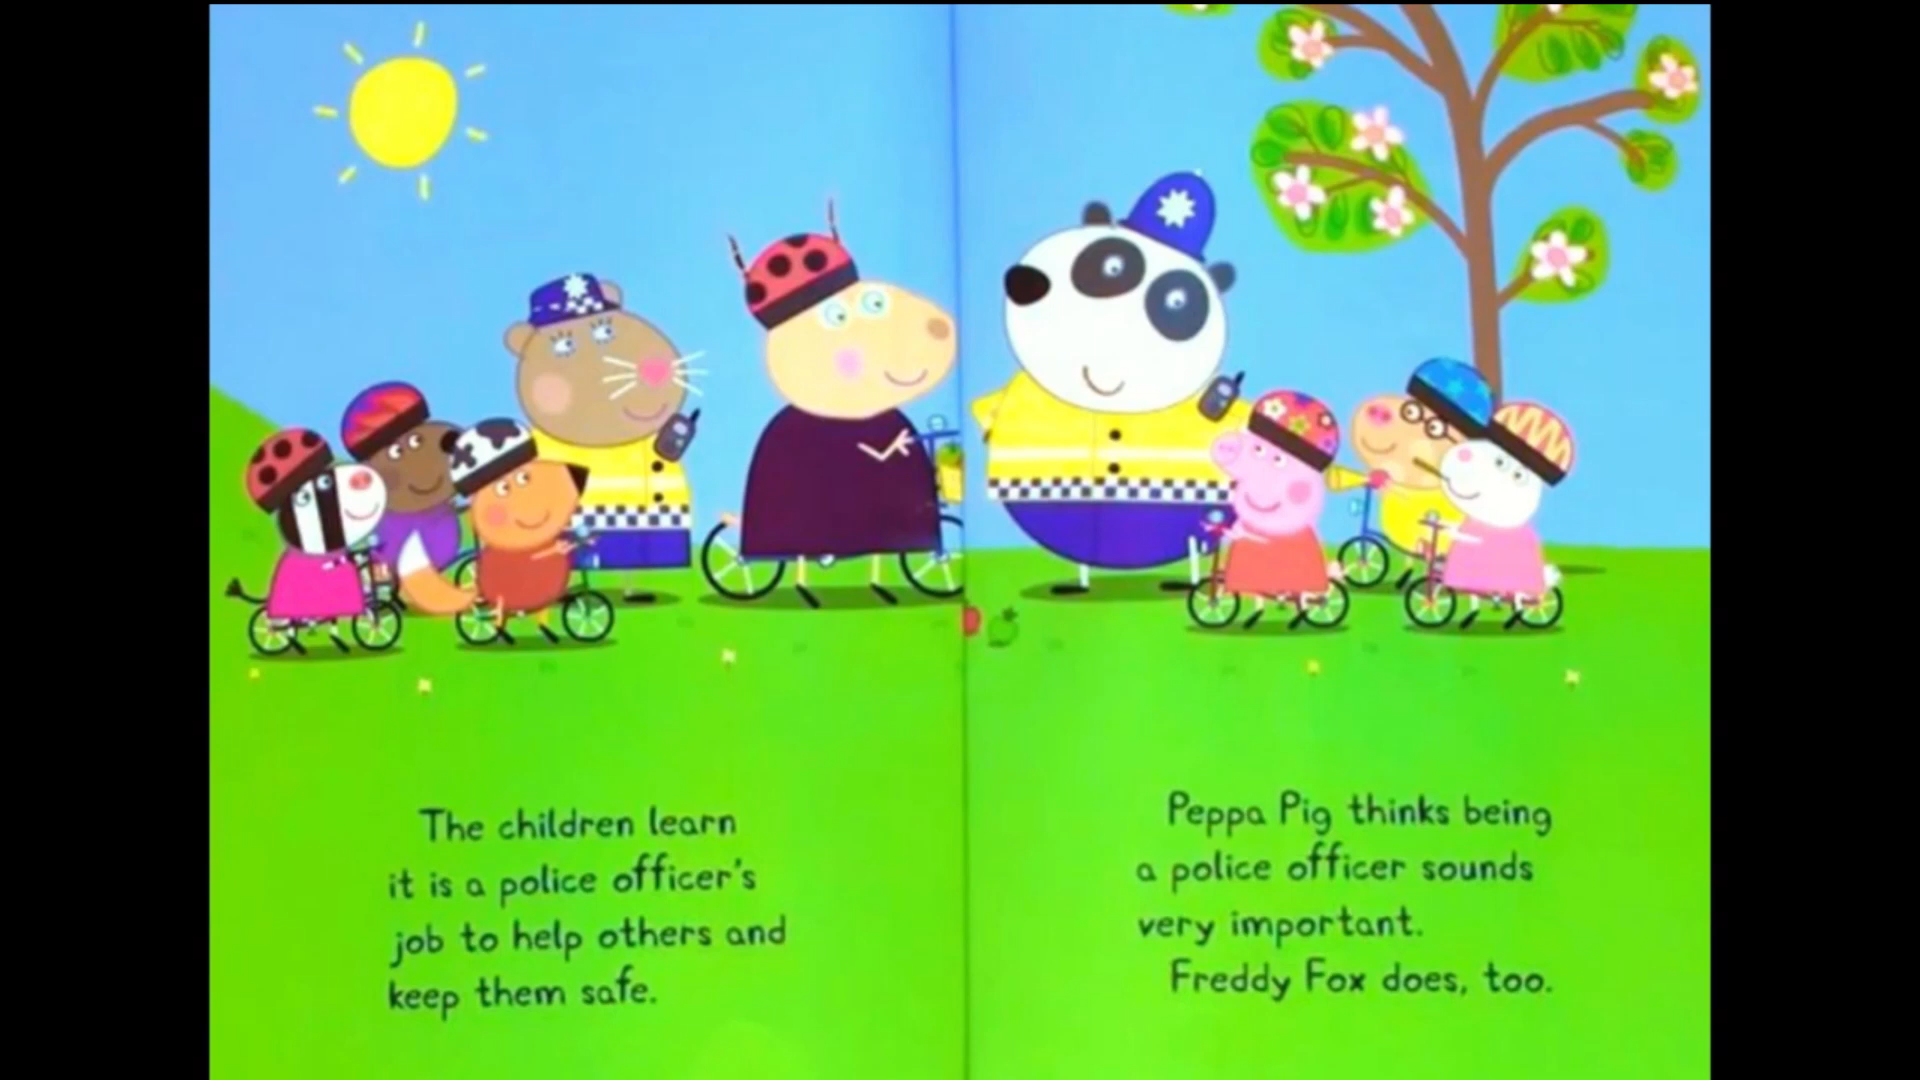 The children learn
it is a police officer's
job to help others and
keep them safe.
Peppa Pig thinks being
a police officer sounds
very important.
Freddy Fox does, too.